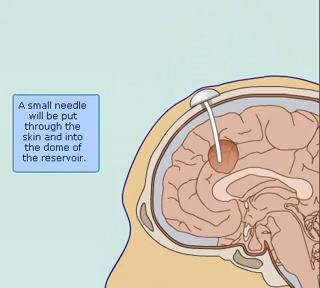 A small needle
will be put
through the
skin and into
the dome of
the reservoir.